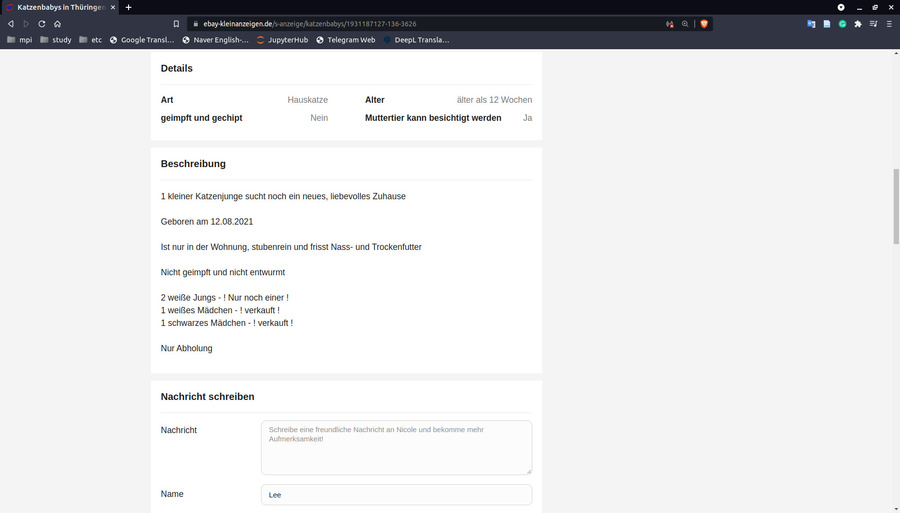 Katzenbabys in Thüringen
ebay-kleinanzeigen.de/s-anzeige/katzenbabys/1931187127-136-3626
mpi study etc Google Transl… Naver English-… JupyterHub Telegram Web DeepL Transla…
Details
Art Hauskatze Alter älter als 12 Wochen
geimpft und gechipt Nein Muttertier kann besichtigt werden Ja
Beschreibung
1 kleiner Katzenjunge sucht noch ein neues, liebevolles Zuhause
Geboren am 12.08.2021
Ist nur in der Wohnung, stubenrein und frisst Nass- und Trockenfutter
Nicht geimpft und nicht entwurmt
2 weiße Jungs - ! Nur noch einer !
1 weißes Mädchen - ! verkauft !
1 schwarzes Mädchen - ! verkauft !
Nur Abholung
Nachricht schreiben
Nachricht Schreibe eine freundliche Nachricht an Nicole und bekomme mehr
Aufmerksamkeit!
Name Lee